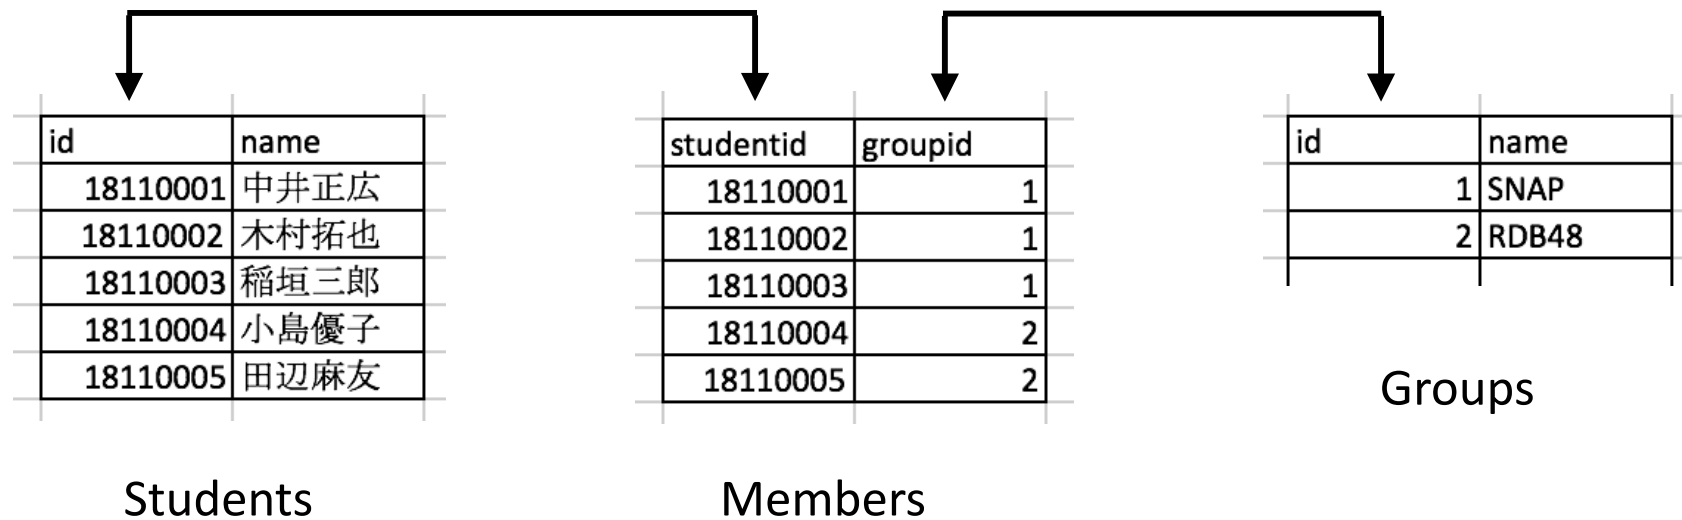 id name
18110001 中井正広
18110002 木村拓也
18110003 稲垣三郎
18110004 小島優子
18110005 田辺麻友
Students
studentid groupid
18110001 1
18110002 1
18110003 1
18110004 2
18110005 2
Members
id name
1 SNAP
2 RDB48
Groups